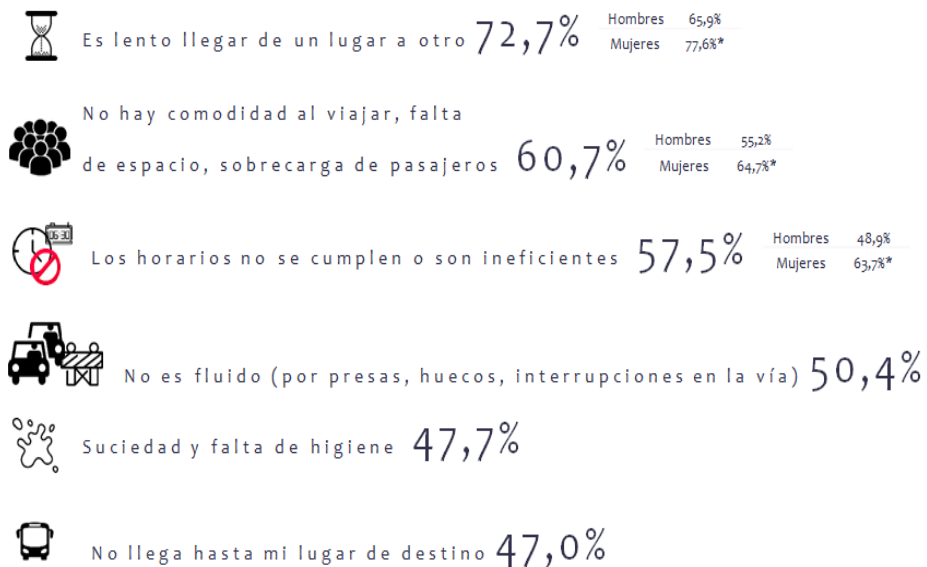 Es lento llegar de un lugar a otro 72,7%
Hombres 65,9%
Mujeres 77,6%*
No hay comodidad al viajar, falta
de espacio, sobrecarga de pasajeros 60,7%
Hombres 55,2%
Mujeres 64,7%*
06:30
Los horarios no se cumplen o son ineficientes 57,5%
Hombres 48,9%
Mujeres 63,7%*
No es fluido (por presas, huecos, interrupciones en la vía) 50,4%
Suciedad y falta de higiene 47,7%
No llega hasta mi lugar de destino 47,0%